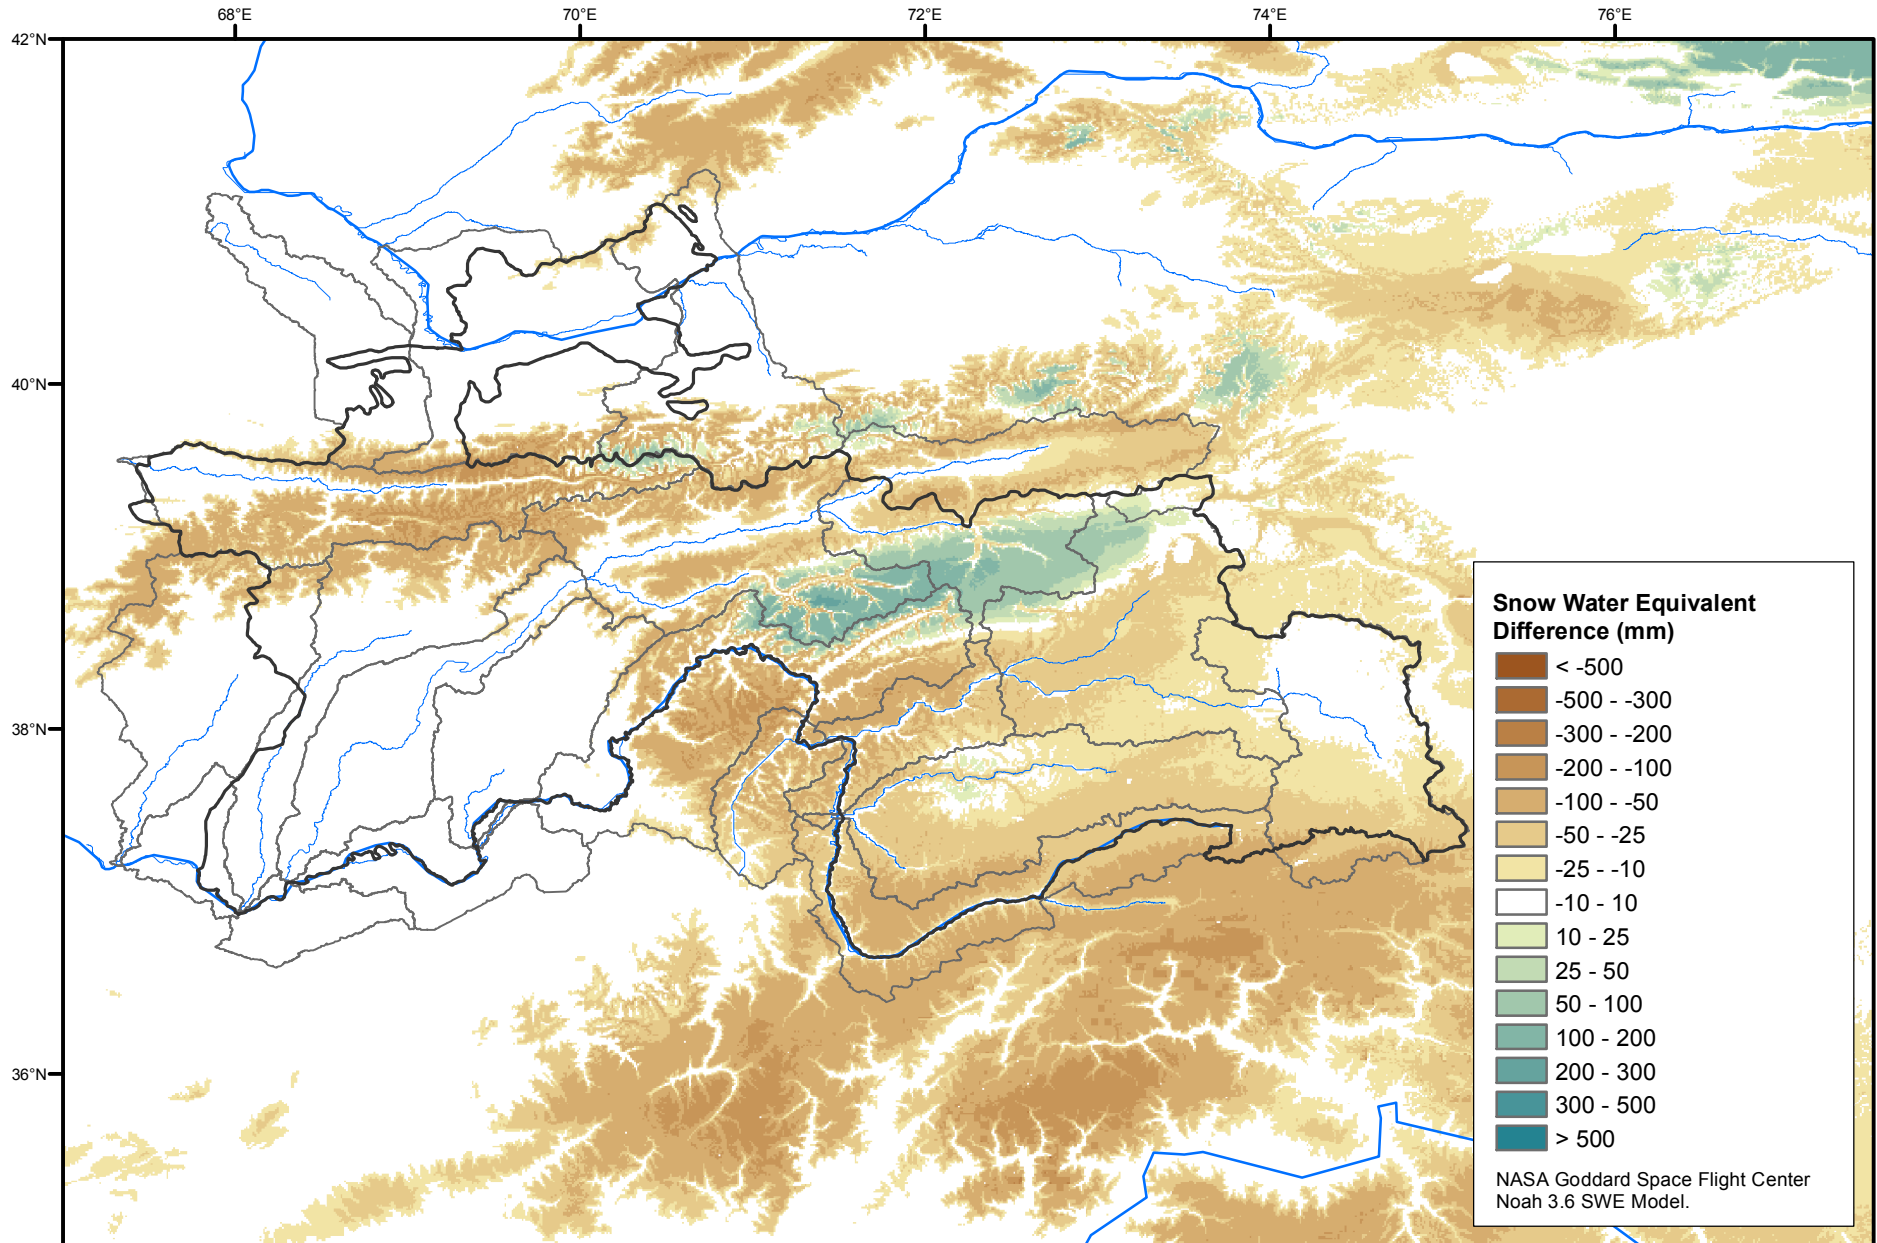 68°E 70°E 72°E 74°E 76°E
42°N
40°N
38°N
36°N
Snow Water Equivalent
Difference (mm)
< -500
-500 - -300
-300 - -200
-200 - -100
-100 - -50
-50 - -25
-25 - -10
-10 - 10
10 - 25
25 - 50
50 - 100
100 - 200
200 - 300
300 - 500
> 500
NASA Goddard Space Flight Center
Noah 3.6 SWE Model.